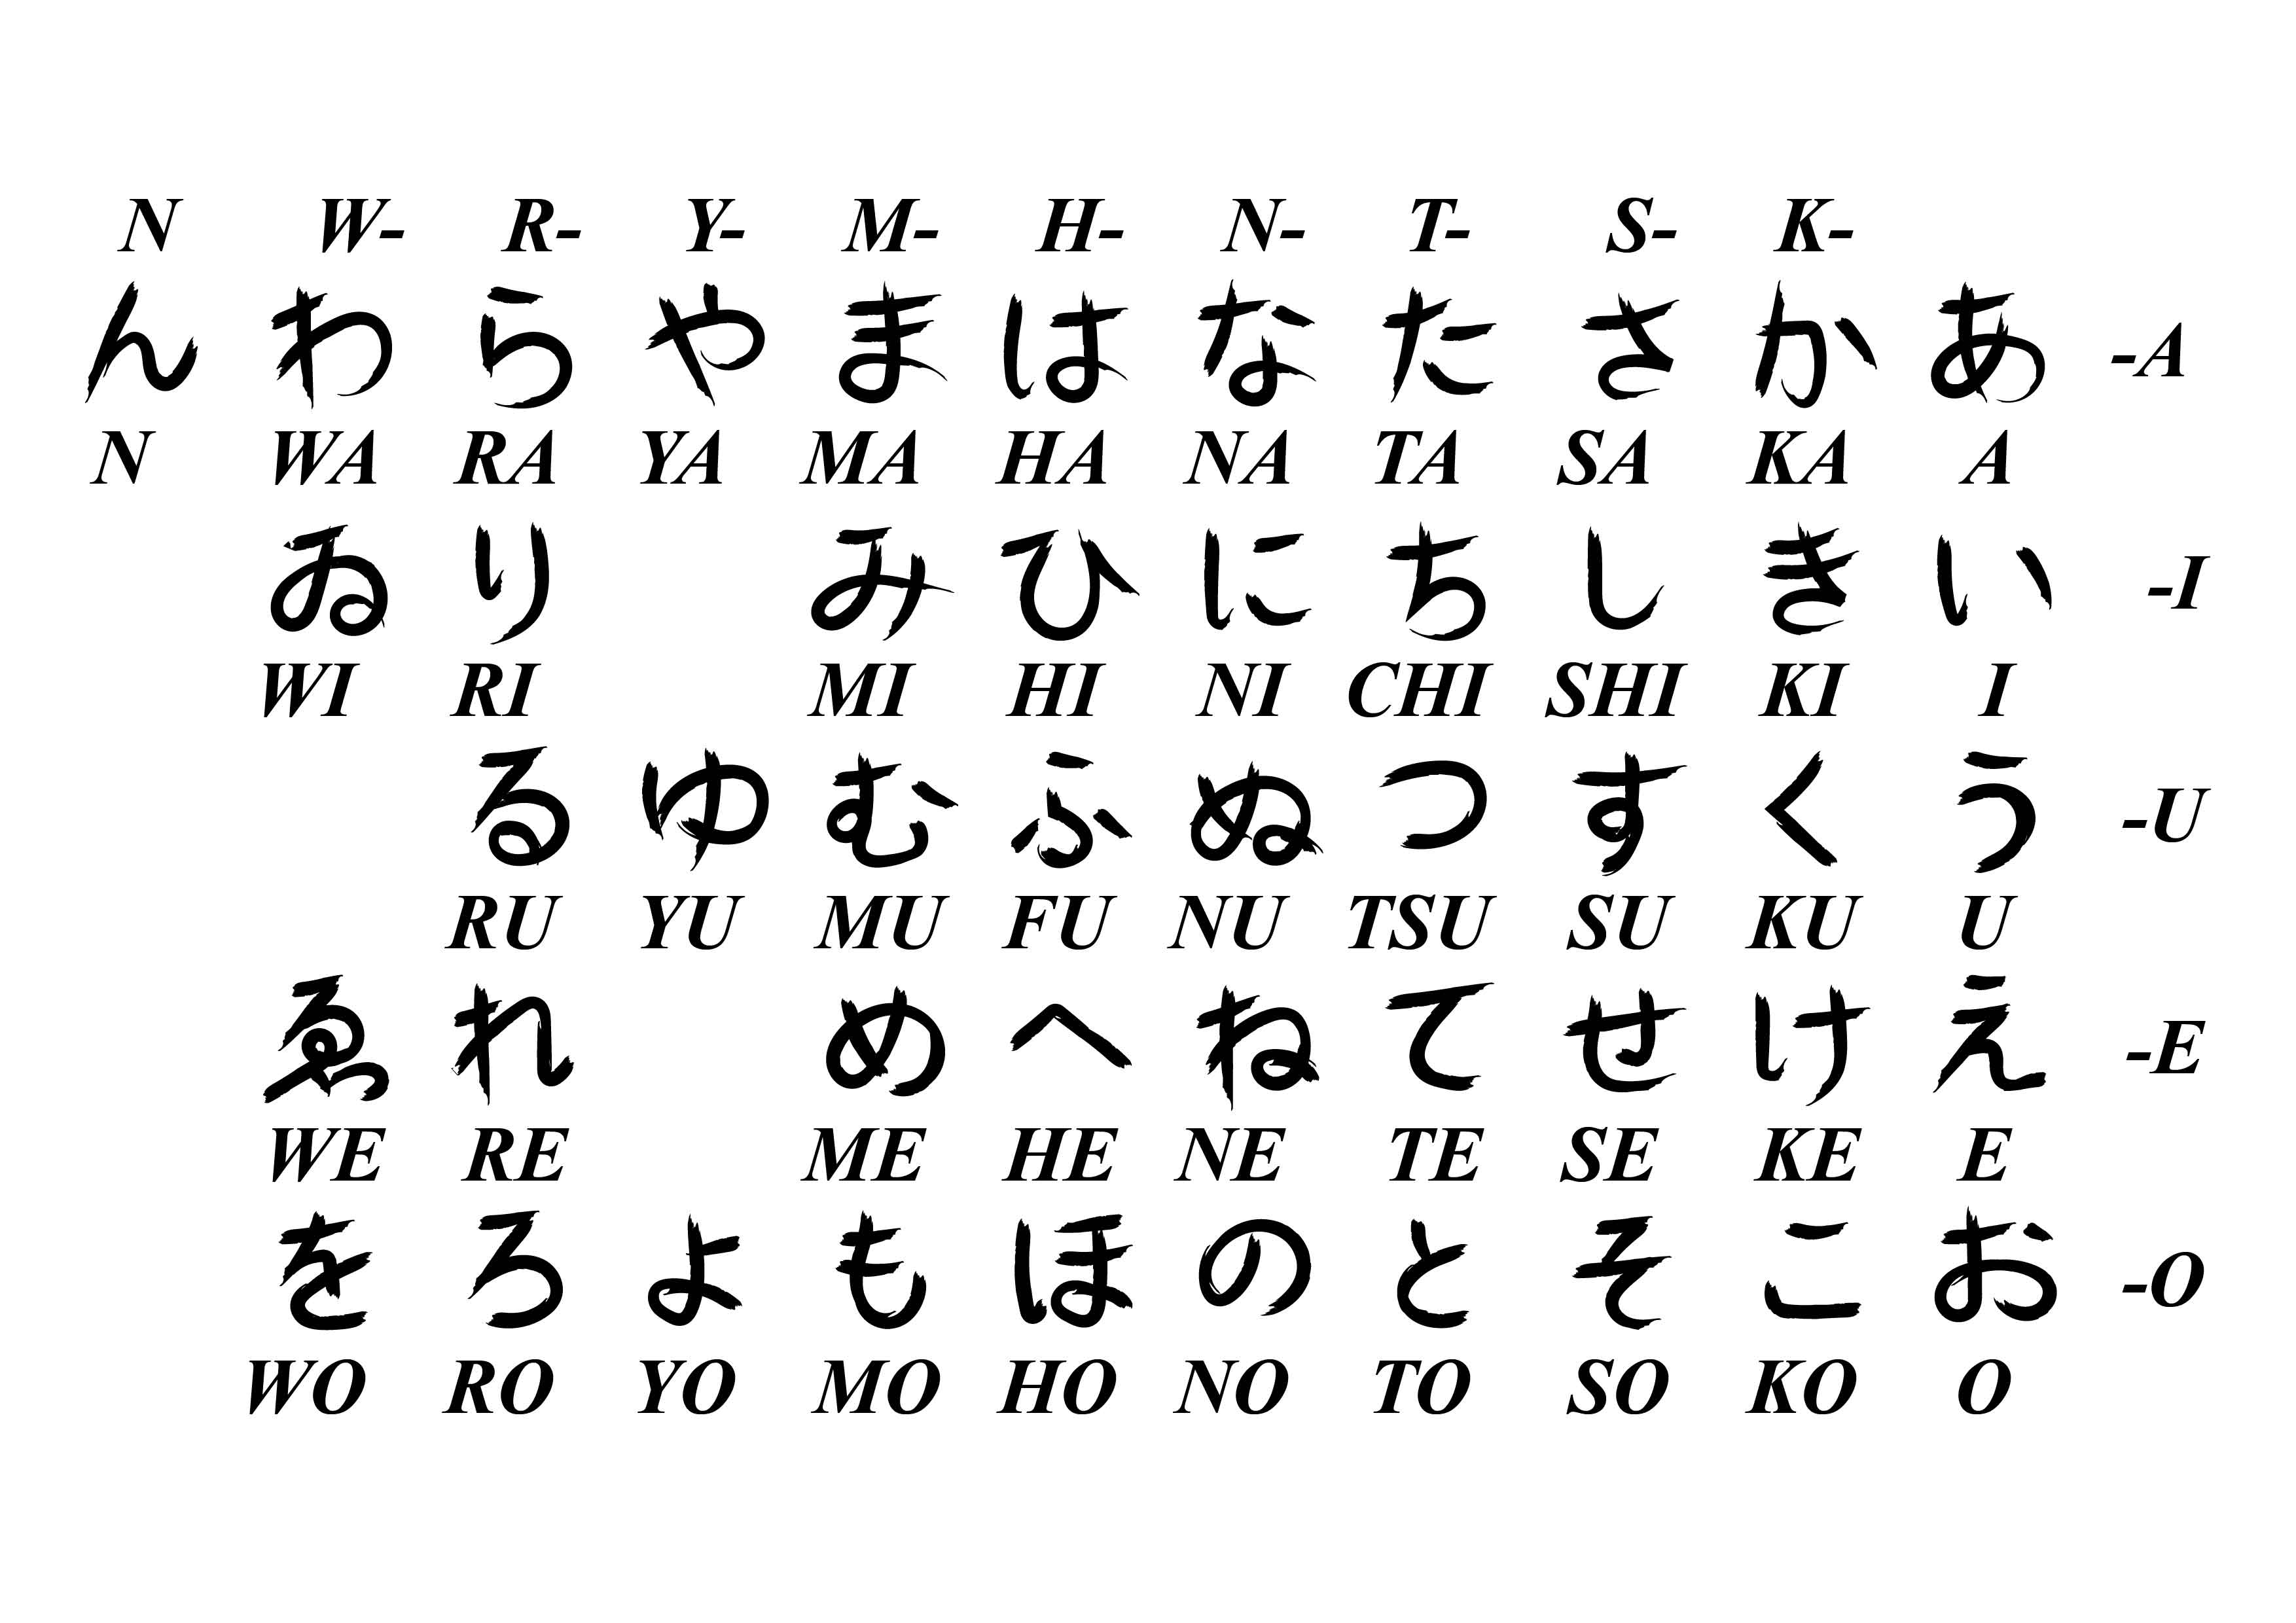 N W- R- Y- M- H- N- T- S- K-
ん わ ら や ま は な た さ か あ -A
N WA RA YA MA HA NA TA SA KA A
ゐ り み ひ に ち し き い -I
WI RI MI HI NI CHI SHI KI I
る ゆ む ふ ぬ つ す く う -U
RU YU MU FU NU TSU SU KU U
ゑ れ め へ ね て せ け え -E
WE RE ME HE NE TE SE KE E
を ろ よ も ほ の と そ こ お -O
WO RO YO MO HO NO TO SO KO O